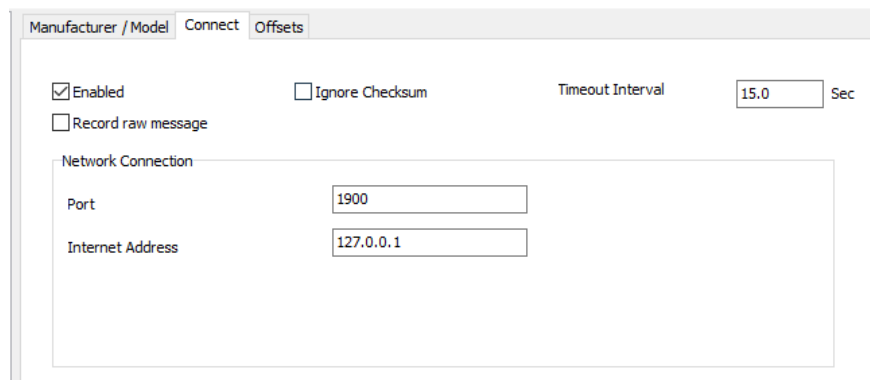 Manufacturer / Model Connect Offsets
Enabled Ignore Checksum Timeout Interval 15.0 Sec
Record raw message
Network Connection
Port 1900
Internet Address 127.0.0.1